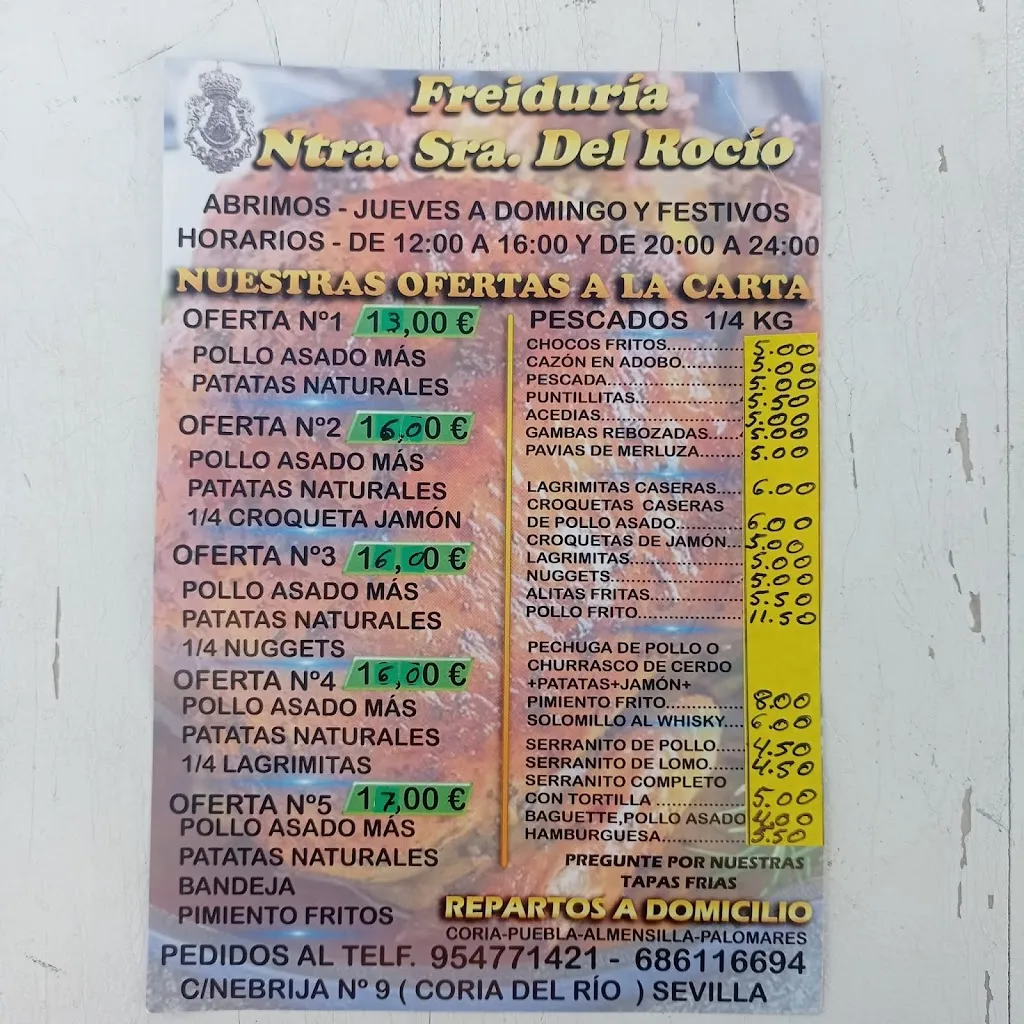 Freiduría
Ntra. Sra. Del Rocío
ABRIMOS - JUEVES A DOMINGO Y FESTIVOS
HORARIOS - DE 12:00 A 16:00 Y DE 20:00 A 24:00
NUESTRAS OFERTAS A LA CARTA
OFERTA Nº1 13,00 €
POLLO ASADO MÁS
PATATAS NATURALES
OFERTA Nº2 16,00 €
POLLO ASADO MÁS
PATATAS NATURALES
1/4 CROQUETA JAMÓN
OFERTA Nº3 16,00 €
POLLO ASADO MÁS
PATATAS NATURALES
1/4 NUGGETS
OFERTA Nº4 16,00 €
POLLO ASADO MÁS
PATATAS NATURALES
1/4 LAGRIMITAS
OFERTA Nº5 17,00 €
POLLO ASADO MÁS
PATATAS NATURALES
BANDEJA
PIMIENTO FRITOS
PESCADOS 1/4 KG
CHOCOS FRITOS.............. 5.00
CAZÓN EN ADOBO........... 5.00
PESCADA........................ 5.00
PUNTILLITAS................... 5.50
ACEDIAS......................... 5.00
GAMBAS REBOZADAS...... 5.00
PAVIAS DE MERLUZA....... 5.00
LAGRIMITAS CASERAS.... 6.00
CROQUETAS CASERAS
DE POLLO ASADO............ 6.00
CROQUETAS DE JAMÓN... 5.00
LAGRIMITAS.................... 5.00
NUGGETS........................ 5.00
ALITAS FRITAS................ 5.50
POLLO FRITO.................. 11.50
PECHUGA DE POLLO O
CHURRASCO DE CERDO
+PATATAS+JAMÓN+
PIMIENTO FRITO............. 8.00
SOLOMILLO AL WHISKY.... 6.00
SERRANITO DE POLLO..... 4.50
SERRANITO DE LOMO...... 4.50
SERRANITO COMPLETO
CON TORTILLA ............... 5.00
BAGUETTE,POLLO ASADO 4.00
HAMBURGUESA.............. 3.50
PREGUNTE POR NUESTRAS
TAPAS FRIAS
REPARTOS A DOMICILIO
CORIA-PUEBLA-ALMENSILLA-PALOMARES
PEDIDOS AL TELF. 954771421 - 686116694
C/NEBRIJA Nº 9 ( CORIA DEL RÍO ) SEVILLA